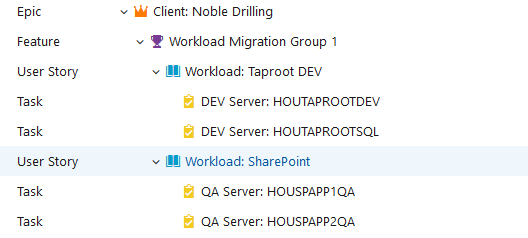 Epic Client: Noble Drilling
Feature Workload Migration Group 1
User Story Workload: Taproot DEV
Task DEV Server: HOUTAPROOTDEV
Task DEV Server: HOUTAPROOTSQL
User Story Workload: SharePoint
Task QA Server: HOUSPAPP1QA
Task QA Server: HOUSPAPP2QA